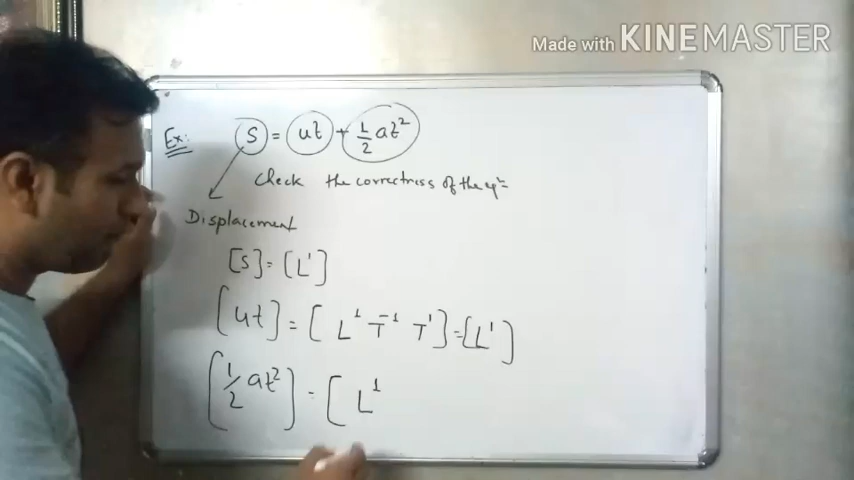 Made with KINEMASTER
Ex: S = ut + 1/2 at²
Check the correctness of the eqⁿ
Displacement
[S] = [L¹]
[ut] = [L¹ T⁻¹ T¹] = [L¹]
[1/2 at²] = [L¹